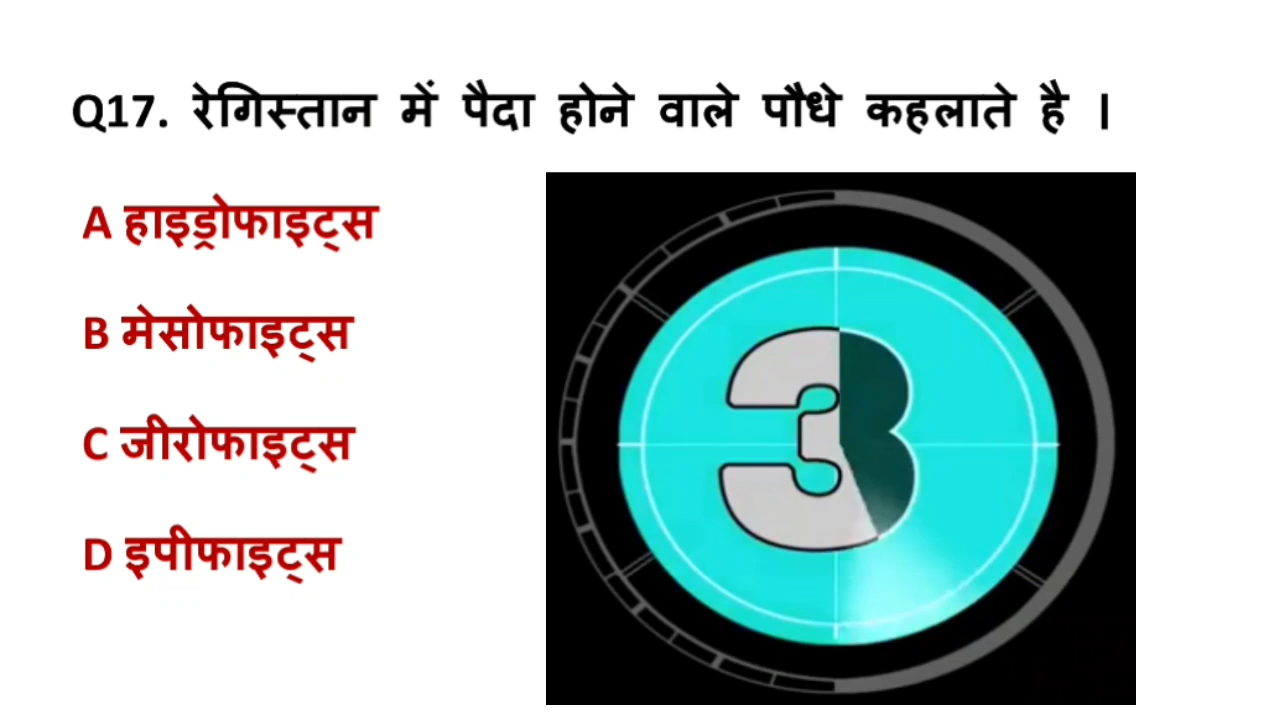 Q17. रेगिस्तान में पैदा होने वाले पौधे कहलाते है ।
A हाइड्रोफाइट्स
B मेसोफाइट्स
C जीरोफाइट्स
D इपीफाइट्स
3